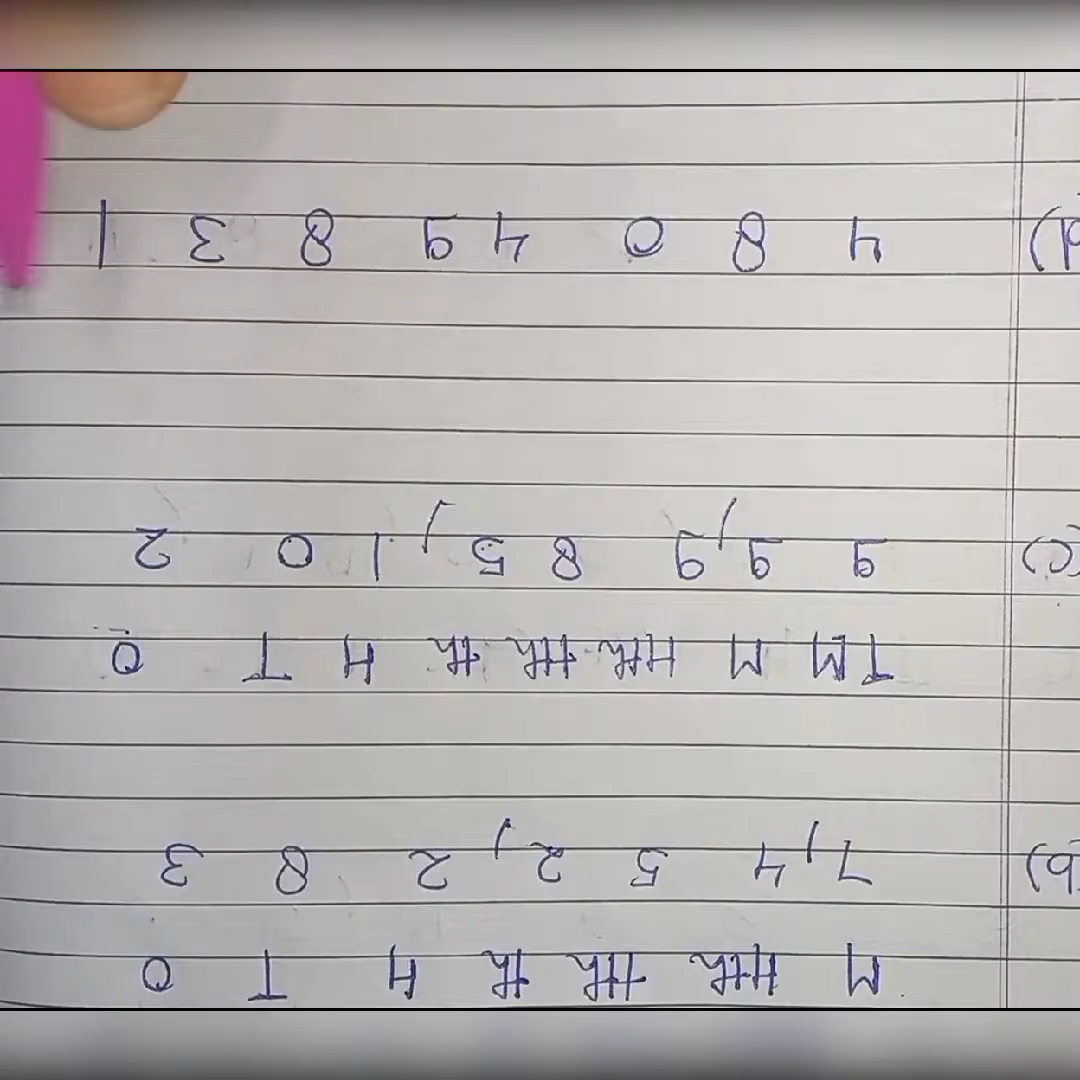 M Hth tth th H T O
(b) 7,4 5 2,2 8 3
TM M Hth tth th H T O
(c) 9 9,9 8 5,1 0 2
(d) 4 8 0 4 9 8 3 1